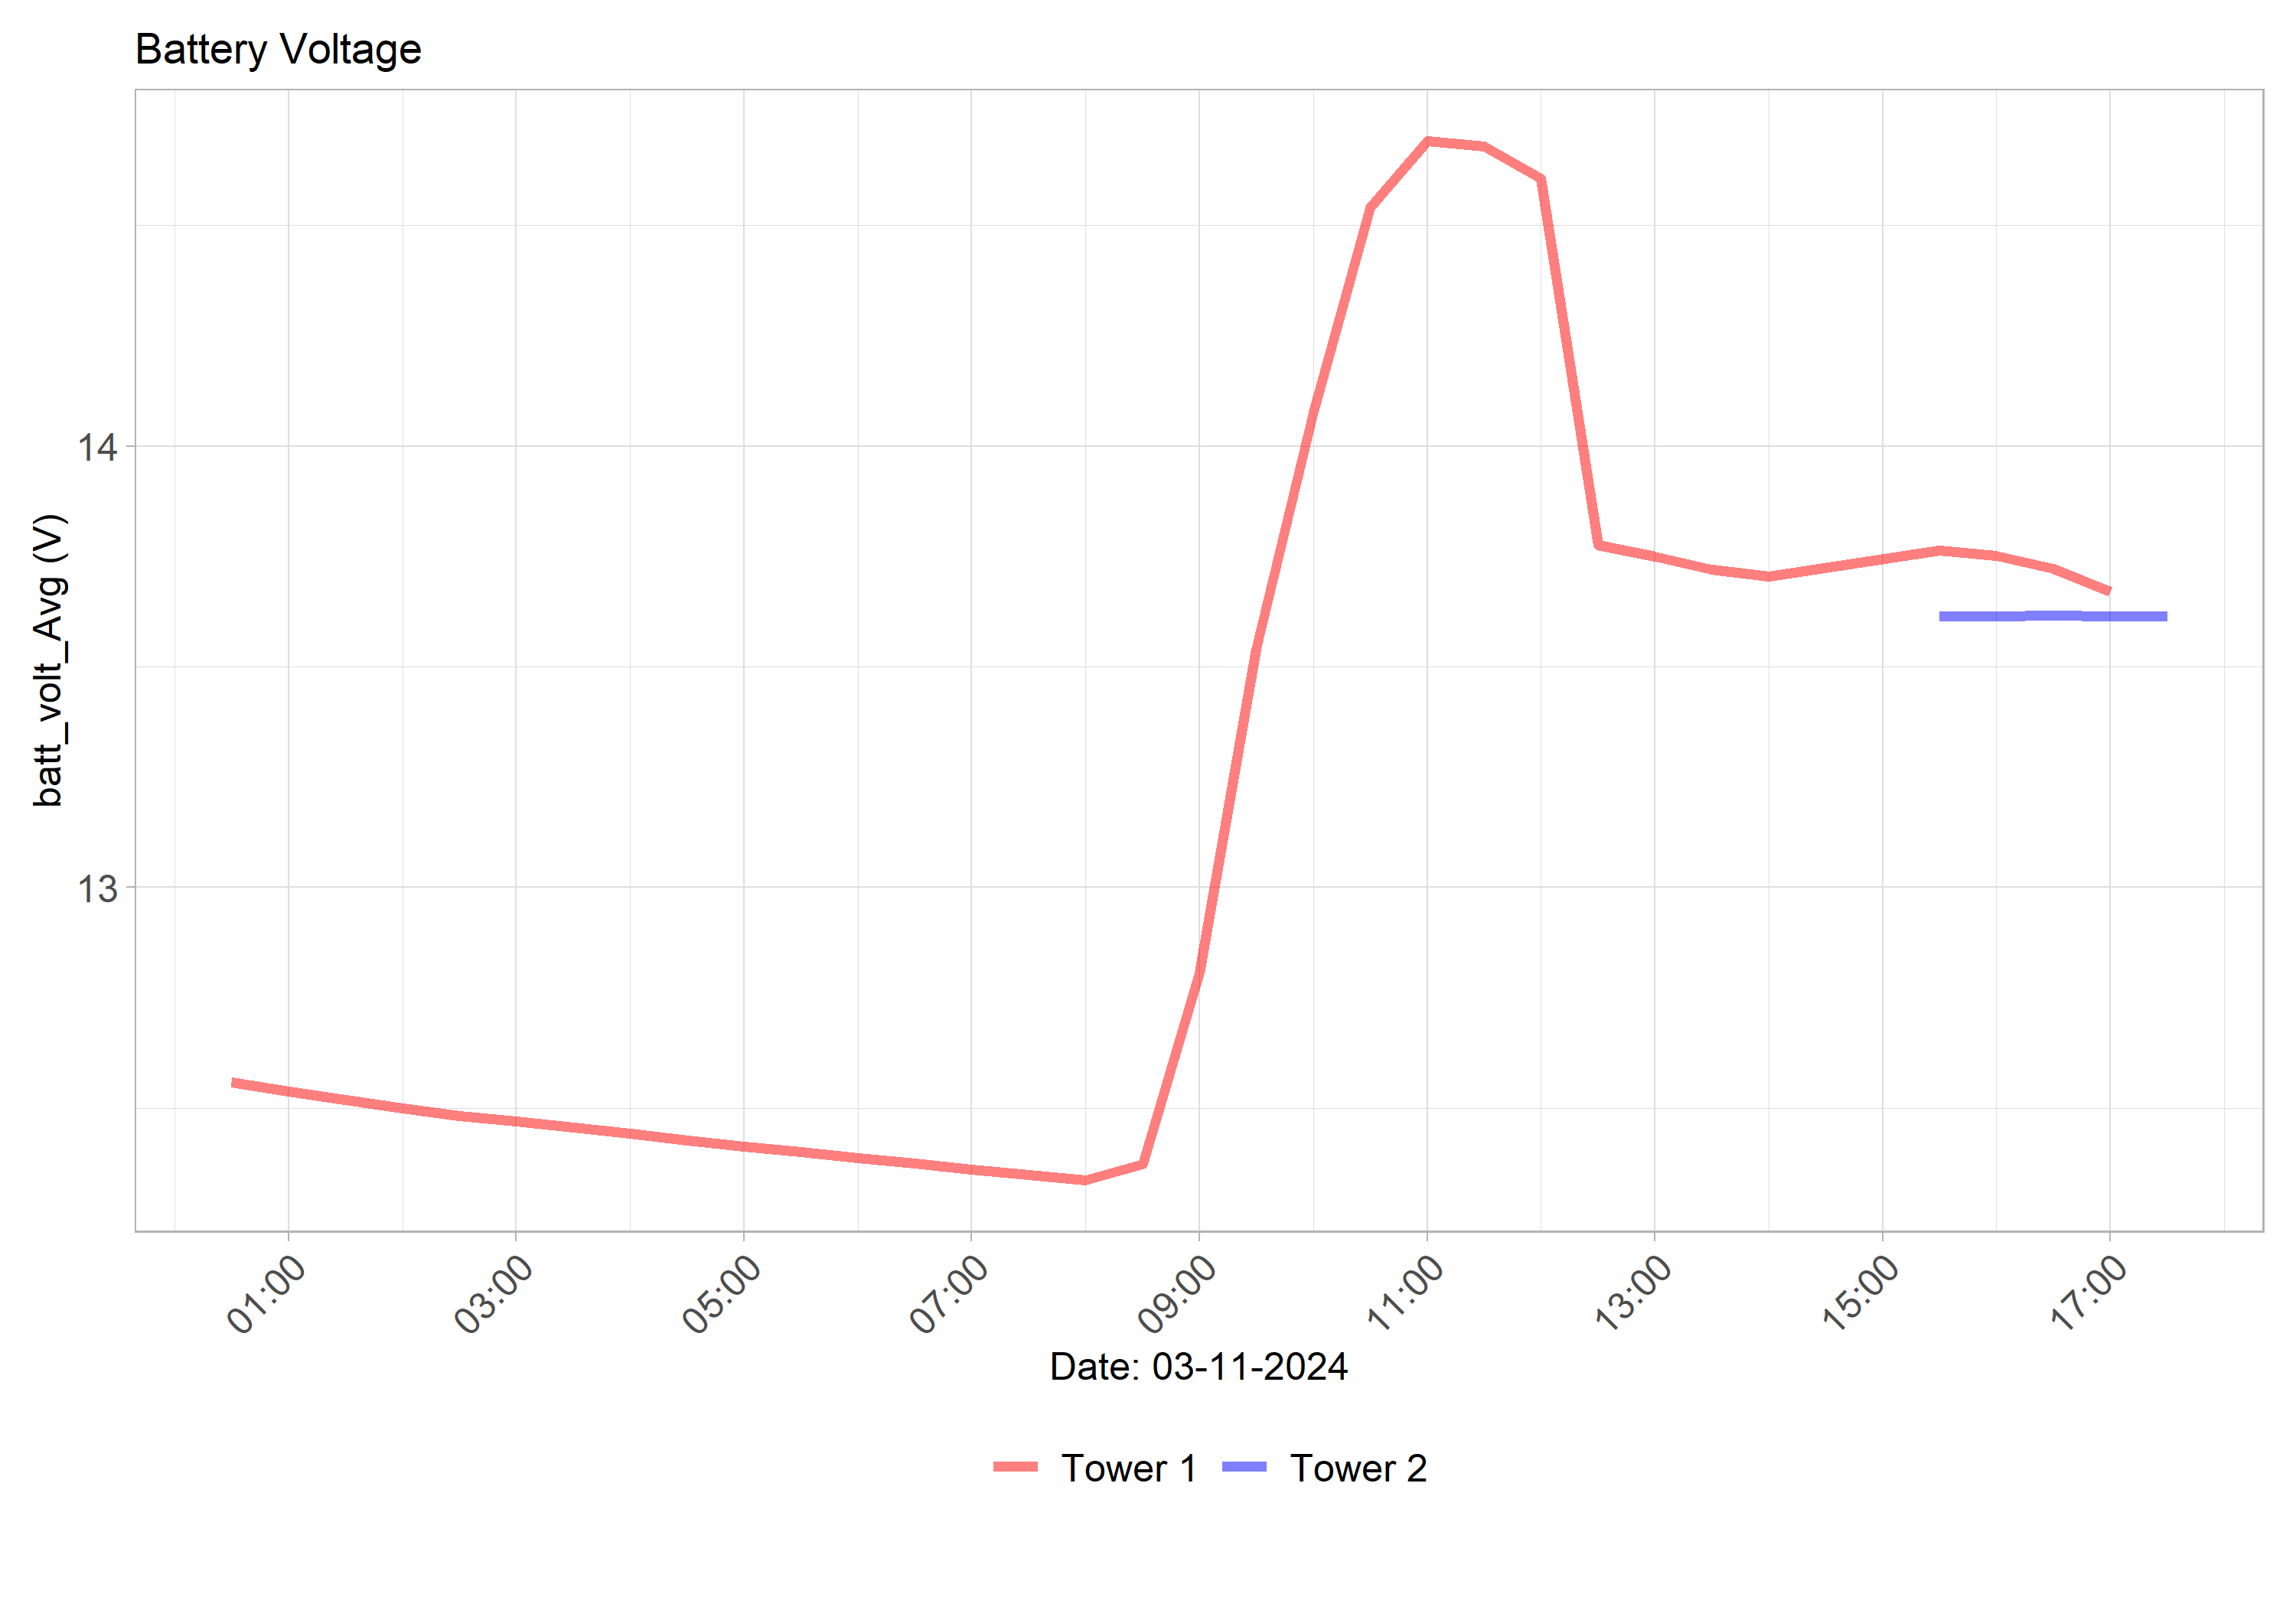 Battery Voltage
batt_volt_Avg (V)
14
13
01:00
03:00
05:00
07:00
09:00
11:00
13:00
15:00
17:00
Date: 03-11-2024
Tower 1
Tower 2